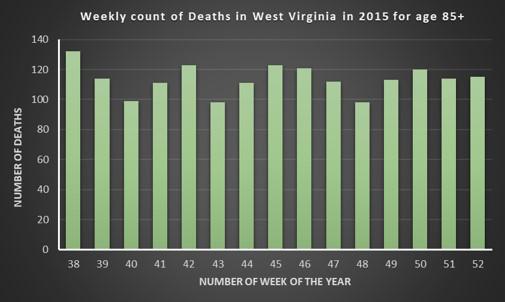 Weekly count of Deaths in West Virginia in 2015 for age 85+
140
120
100
80
60
40
20
0
NUMBER OF DEATHS
38 39 40 41 42 43 44 45 46 47 48 49 50 51 52
NUMBER OF WEEK OF THE YEAR